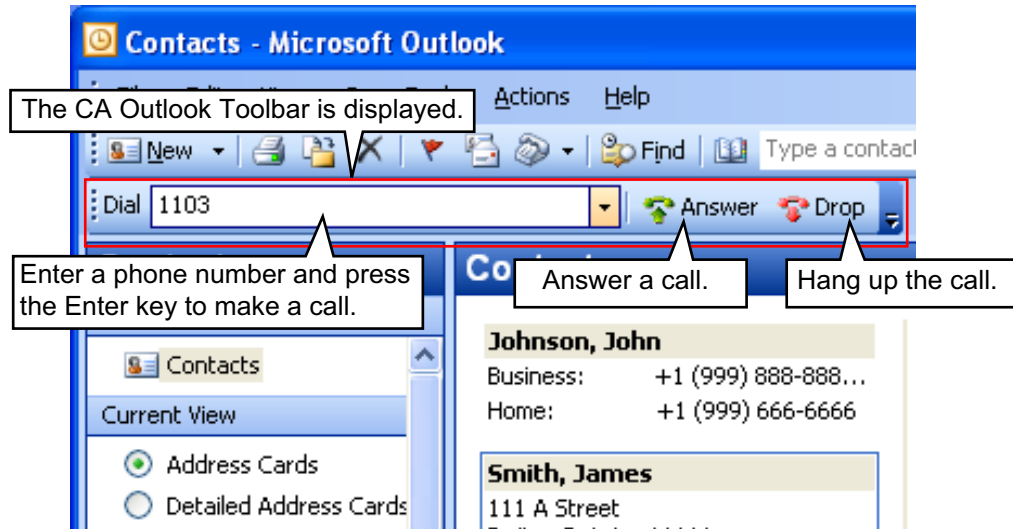 Contacts - Microsoft Outlook
Actions Help
The CA Outlook Toolbar is displayed.
New Find Type a contac
Dial 1103 Answer Drop
Enter a phone number and press
the Enter key to make a call.
Answer a call.
Hang up the call.
Contacts
Current View
Address Cards
Detailed Address Cards
Johnson, John
Business: +1 (999) 888-888...
Home: +1 (999) 666-6666
Smith, James
111 A Street